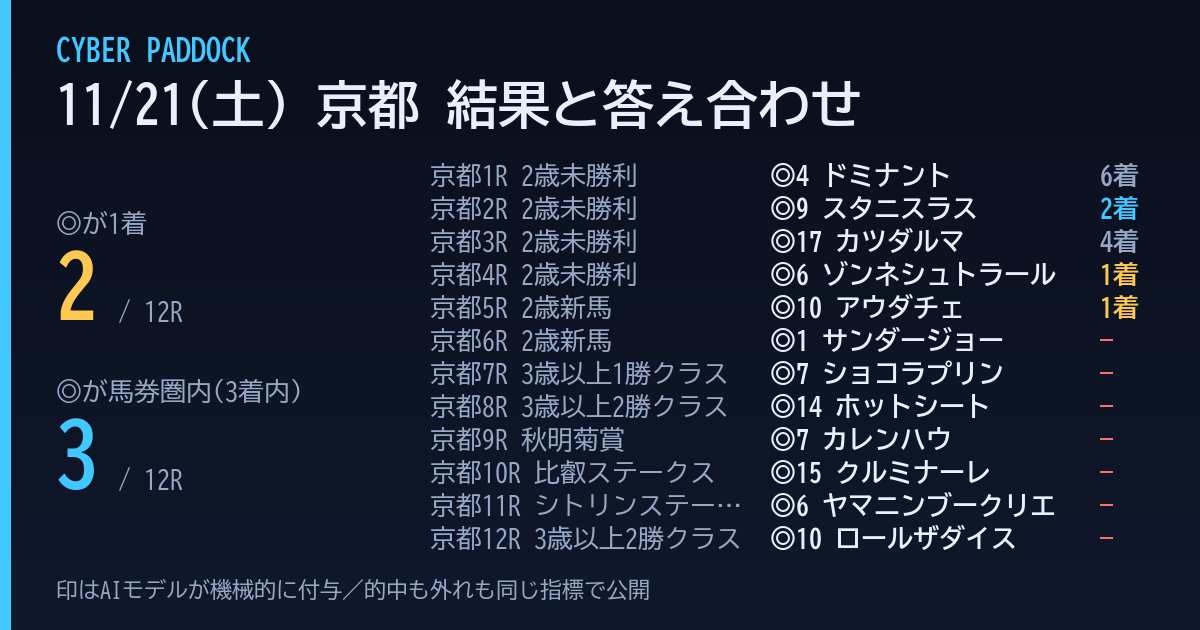 CYBER PADDOCK
11/21(土) 京都 結果と答え合わせ
◎が1着
2 / 12R
◎が馬券圏内(3着内)
3 / 12R
京都1R 2歳未勝利 ◎4 ドミナント 6着
京都2R 2歳未勝利 ◎9 スタニスラス 2着
京都3R 2歳未勝利 ◎17 カツダルマ 4着
京都4R 2歳未勝利 ◎6 ゾンネシュトラール 1着
京都5R 2歳新馬 ◎10 アウダチェ 1着
京都6R 2歳新馬 ◎1 サンダージョー −
京都7R 3歳以上1勝クラス ◎7 ショコラプリン −
京都8R 3歳以上2勝クラス ◎14 ホットシート −
京都9R 秋明菊賞 ◎7 カレンハウ −
京都10R 比叡ステークス ◎15 クルミナーレ −
京都11R シトリンステー… ◎6 ヤマニンブークリエ −
京都12R 3歳以上2勝クラス ◎10 ロールザダイス −
印はAIモデルが機械的に付与／的中も外れも同じ指標で公開